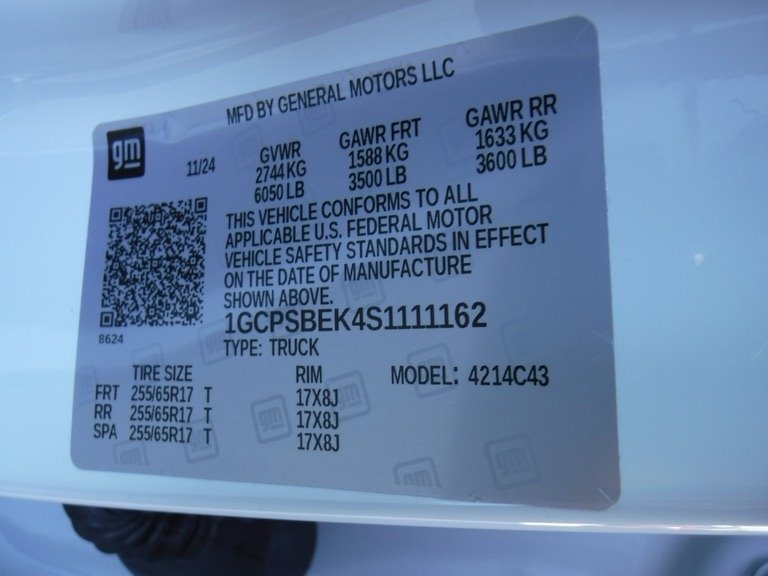 MFD BY GENERAL MOTORS LLC
gm
11/24
GVWR GAWR FRT GAWR RR
2744 KG 1588 KG 1633 KG
6050 LB 3500 LB 3600 LB
THIS VEHICLE CONFORMS TO ALL
APPLICABLE U.S. FEDERAL MOTOR
VEHICLE SAFETY STANDARDS IN EFFECT
ON THE DATE OF MANUFACTURE
SHOWN ABOVE.
8624
1GCPSBEK4S1111162
TYPE: TRUCK
TIRE SIZE RIM MODEL: 4214C43
FRT 255/65R17 T 17X8J
RR 255/65R17 T 17X8J
SPA 255/65R17 T 17X8J